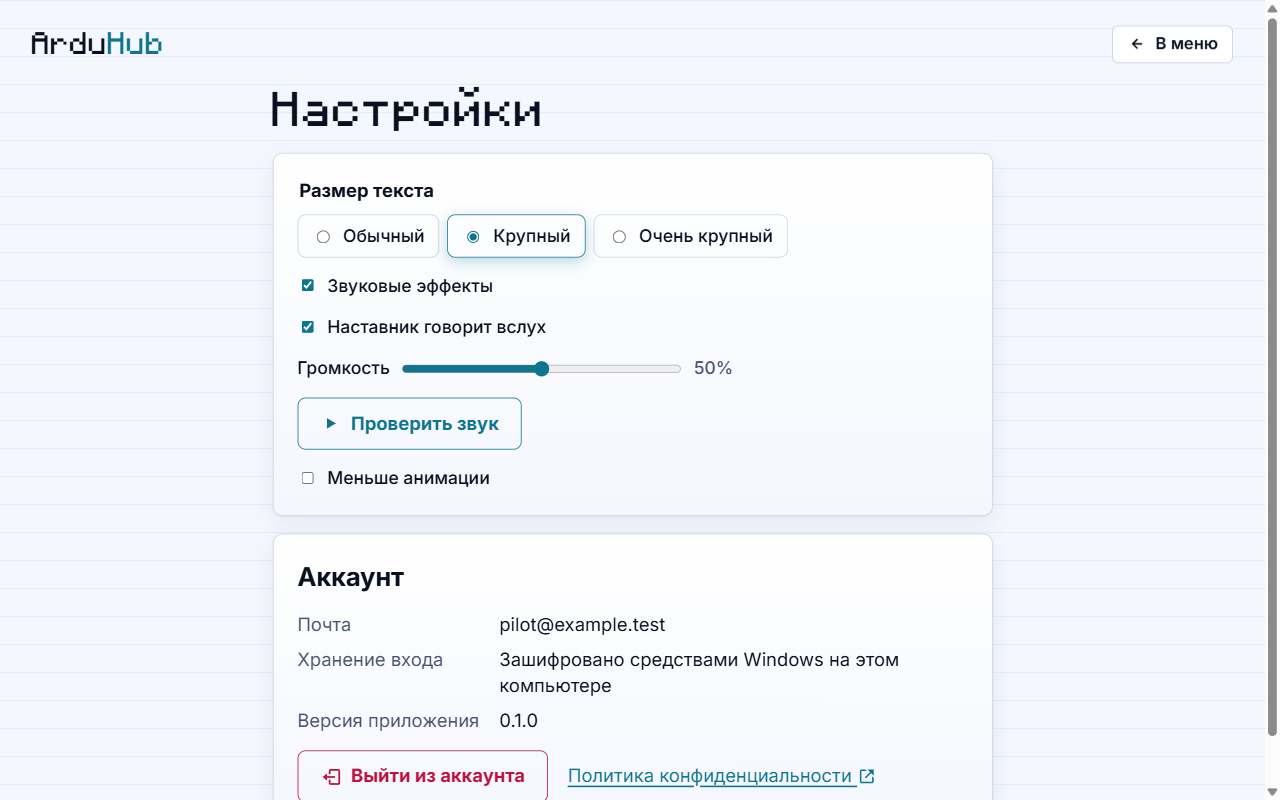 ArduHub
← В меню
Настройки
Размер текста
Обычный
Крупный
Очень крупный
Звуковые эффекты
Наставник говорит вслух
Громкость 50%
Проверить звук
Меньше анимации
Аккаунт
Почта pilot@example.test
Хранение входа Зашифровано средствами Windows на этом
компьютере
Версия приложения 0.1.0
Выйти из аккаунта
Политика конфиденциальности